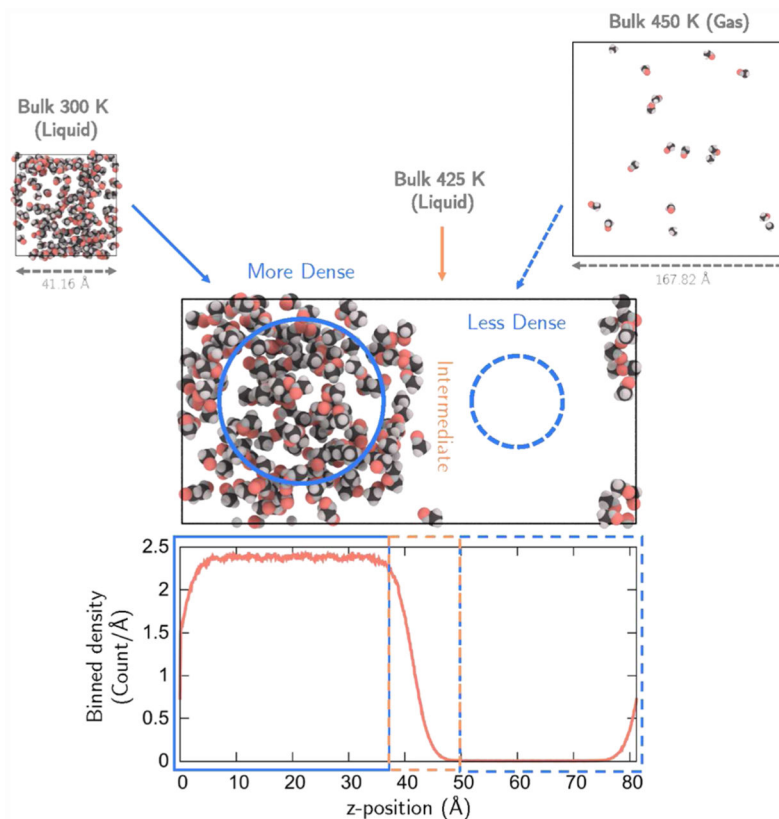 Bulk 450 K (Gas)
Bulk 300 K
(Liquid)
Bulk 425 K
(Liquid)
41.16 Å
167.82 Å
More Dense
Less Dense
Intermediate
2.5
2
1.5
1
0.5
0
Binned density
(Count/Å)
0 10 20 30 40 50 60 70 80
z-position (Å)